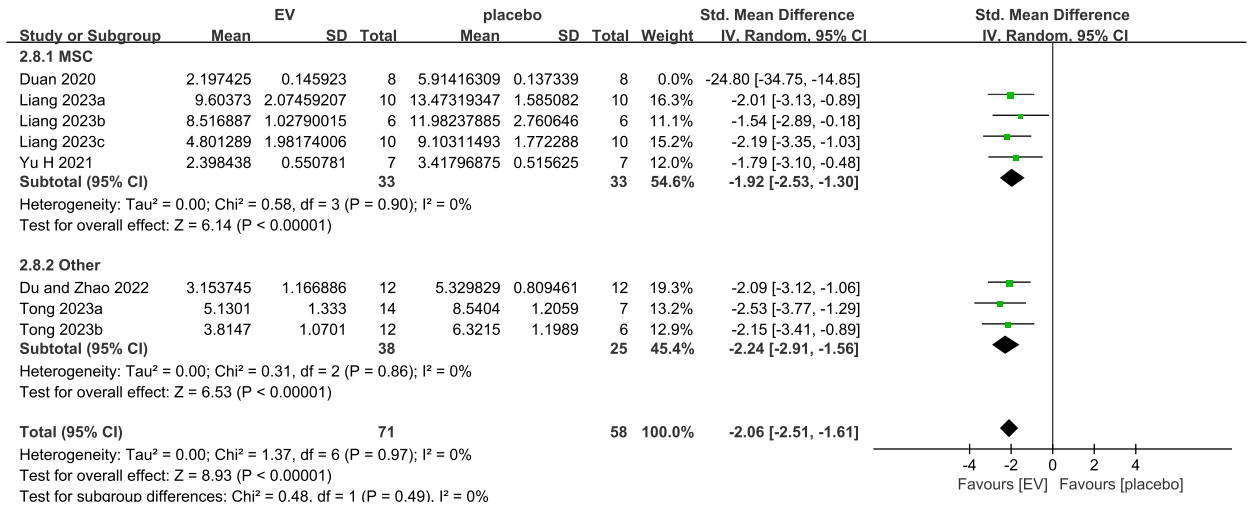 EV placebo Std. Mean Difference Std. Mean Difference
Study or Subgroup Mean SD Total Mean SD Total Weight IV, Random, 95% CI IV, Random, 95% CI
2.8.1 MSC
Duan 2020 2.197425 0.145923 8 5.91416309 0.137339 8 0.0% -24.80 [-34.75, -14.85]
Liang 2023a 9.60373 2.07459207 10 13.47319347 1.585082 10 16.3% -2.01 [-3.13, -0.89]
Liang 2023b 8.516887 1.02790015 6 11.98237885 2.760646 6 11.1% -1.54 [-2.89, -0.18]
Liang 2023c 4.801289 1.98174006 10 9.10311493 1.772288 10 15.2% -2.19 [-3.35, -1.03]
Yu H 2021 2.398438 0.550781 7 3.41796875 0.515625 7 12.0% -1.79 [-3.10, -0.48]
Subtotal (95% CI) 33 33 54.6% -1.92 [-2.53, -1.30]
Heterogeneity: Tau² = 0.00; Chi² = 0.58, df = 3 (P = 0.90); I² = 0%
Test for overall effect: Z = 6.14 (P < 0.00001)
2.8.2 Other
Du and Zhao 2022 3.153745 1.166886 12 5.329829 0.809461 12 19.3% -2.09 [-3.12, -1.06]
Tong 2023a 5.1301 1.333 14 8.5404 1.2059 7 13.2% -2.53 [-3.77, -1.29]
Tong 2023b 3.8147 1.0701 12 6.3215 1.1989 6 12.9% -2.15 [-3.41, -0.89]
Subtotal (95% CI) 38 25 45.4% -2.24 [-2.91, -1.56]
Heterogeneity: Tau² = 0.00; Chi² = 0.31, df = 2 (P = 0.86); I² = 0%
Test for overall effect: Z = 6.53 (P < 0.00001)
Total (95% CI) 71 58 100.0% -2.06 [-2.51, -1.61]
Heterogeneity: Tau² = 0.00; Chi² = 1.37, df = 6 (P = 0.97); I² = 0%
Test for overall effect: Z = 8.93 (P < 0.00001)
Test for subgroup differences: Chi² = 0.48, df = 1 (P = 0.49), I² = 0%
-4 -2 0 2 4
Favours [EV] Favours [placebo]